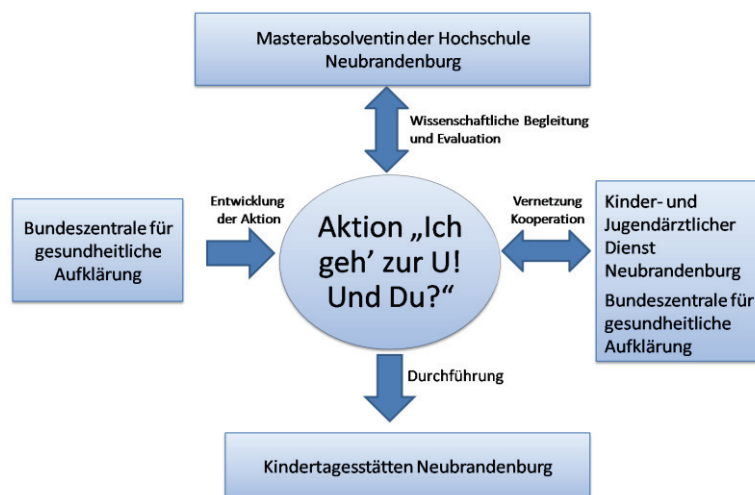 Masterabsolventin der Hochschule
Neubrandenburg
Wissenschaftliche Begleitung
und Evaluation
Entwicklung
der Aktion
Bundeszentrale für
gesundheitliche
Aufklärung
Aktion „Ich
geh’ zur U!
Und Du?“
Vernetzung
Kooperation
Kinder- und
Jugendärztlicher
Dienst
Neubrandenburg
Bundeszentrale für
gesundheitliche
Aufklärung
Durchführung
Kindertagesstätten Neubrandenburg